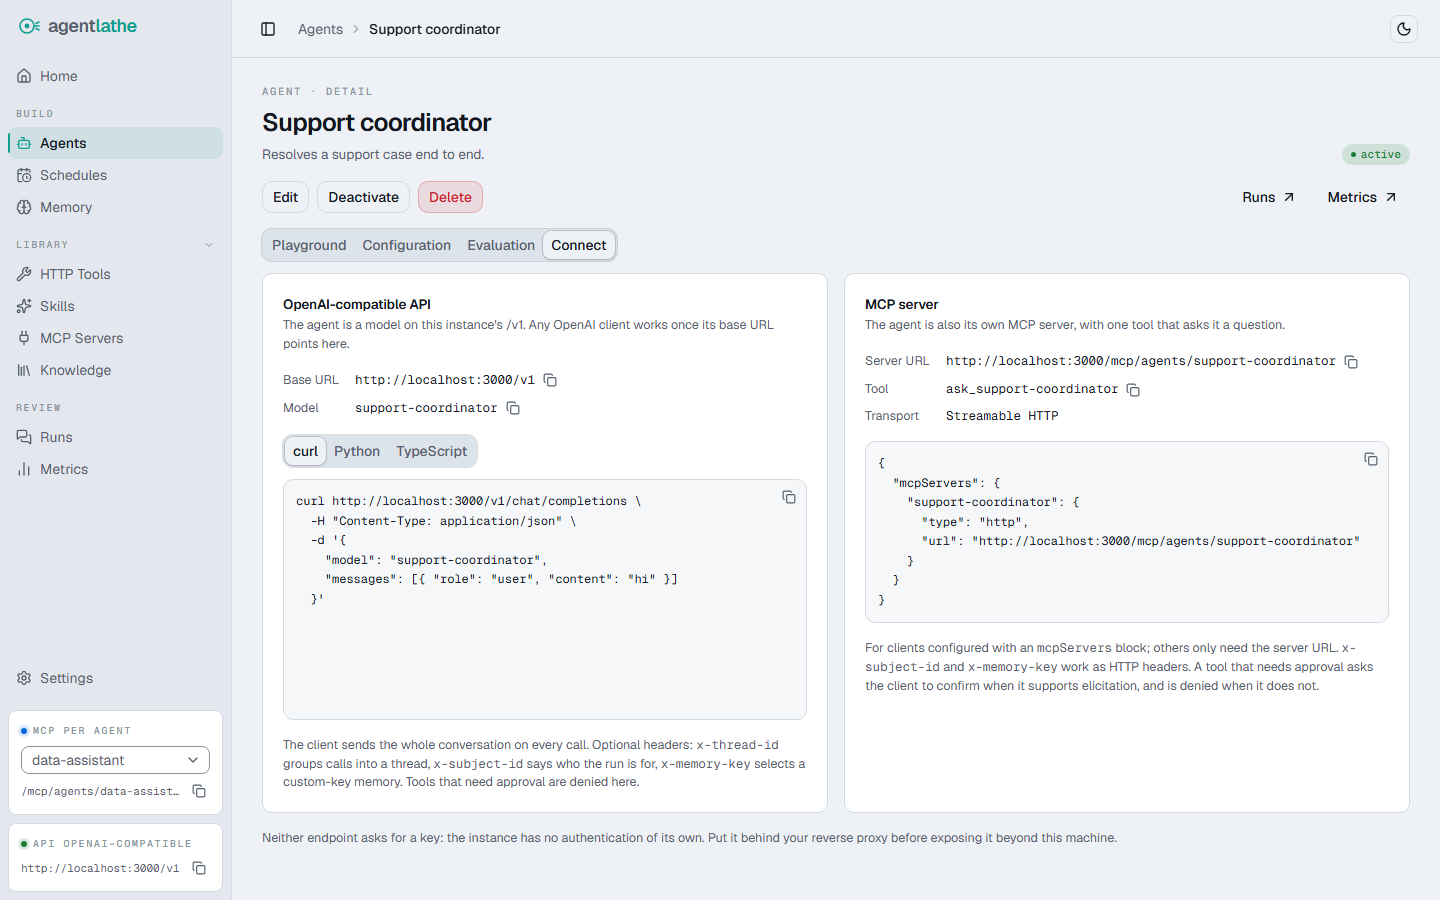 agentlathe
Home
BUILD
Agents
Schedules
Memory
LIBRARY
HTTP Tools
Skills
MCP Servers
Knowledge
REVIEW
Runs
Metrics
Settings
MCP PER AGENT
data-assistant
/mcp/agents/data-assist…
API OPENAI-COMPATIBLE
http://localhost:3000/v1
Agents > Support coordinator
AGENT · DETAIL
Support coordinator
Resolves a support case end to end.
active
Edit Deactivate Delete
Runs Metrics
Playground Configuration Evaluation Connect
OpenAI-compatible API
The agent is a model on this instance's /v1. Any OpenAI client works once its base URL
points here.
Base URL http://localhost:3000/v1
Model support-coordinator
curl Python TypeScript
curl http://localhost:3000/v1/chat/completions \
  -H "Content-Type: application/json" \
  -d '{
    "model": "support-coordinator",
    "messages": [{ "role": "user", "content": "hi" }]
  }'
The client sends the whole conversation on every call. Optional headers: x-thread-id
groups calls into a thread, x-subject-id says who the run is for, x-memory-key selects a
custom-key memory. Tools that need approval are denied here.
MCP server
The agent is also its own MCP server, with one tool that asks it a question.
Server URL http://localhost:3000/mcp/agents/support-coordinator
Tool ask_support-coordinator
Transport Streamable HTTP
{
  "mcpServers": {
    "support-coordinator": {
      "type": "http",
      "url": "http://localhost:3000/mcp/agents/support-coordinator"
    }
  }
}
For clients configured with an mcpServers block; others only need the server URL. x-
subject-id and x-memory-key work as HTTP headers. A tool that needs approval asks
the client to confirm when it supports elicitation, and is denied when it does not.
Neither endpoint asks for a key: the instance has no authentication of its own. Put it behind your reverse proxy before exposing it beyond this machine.